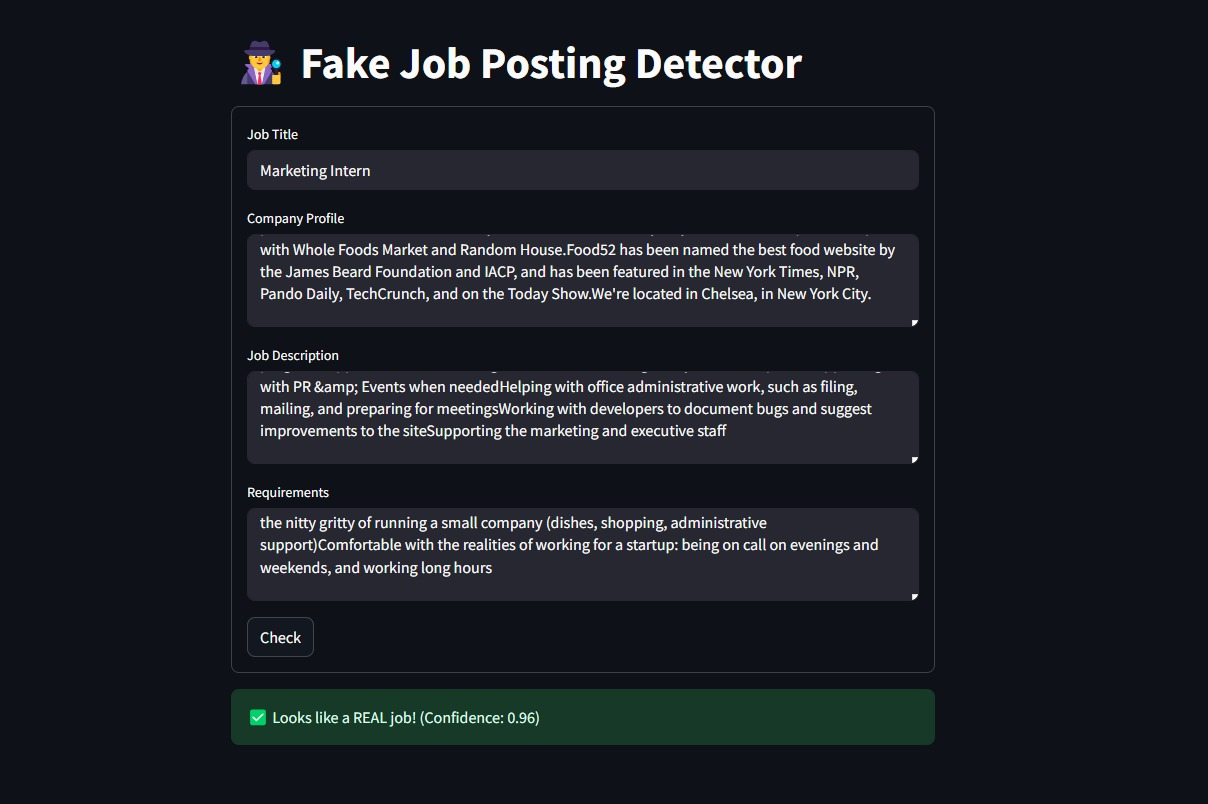 Fake Job Posting Detector
Job Title
Marketing Intern
Company Profile
with Whole Foods Market and Random House.Food52 has been named the best food website by
the James Beard Foundation and IACP, and has been featured in the New York Times, NPR,
Pando Daily, TechCrunch, and on the Today Show.We're located in Chelsea, in New York City.
Job Description
with PR &amp; Events when neededHelping with office administrative work, such as filing,
mailing, and preparing for meetingsWorking with developers to document bugs and suggest
improvements to the siteSupporting the marketing and executive staff
Requirements
the nitty gritty of running a small company (dishes, shopping, administrative
support)Comfortable with the realities of working for a startup: being on call on evenings and
weekends, and working long hours
Check
✅ Looks like a REAL job! (Confidence: 0.96)